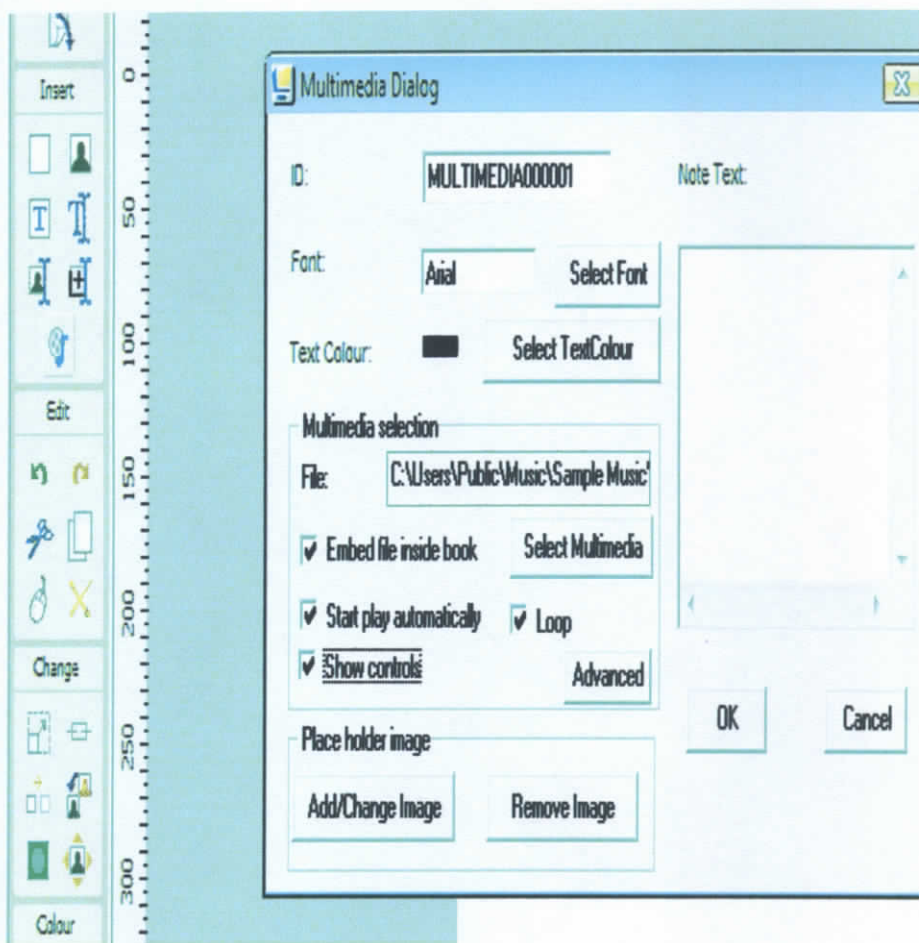 Insert
Edit
Change
Colour
0
50
100
150
200
250
300
Multimedia Dialog
ID:
MULTIMEDIA000001
Note Text:
Font:
Arial
Select Font
Text Colour:
Select TextColour
Multimedia selection
File:
C:\Users\Public\Music\Sample Music\
Embed file inside book
Select Multimedia
Start play automatically
Loop
Show controls
Advanced
OK
Cancel
Place holder image
Add/Change Image
Remove Image